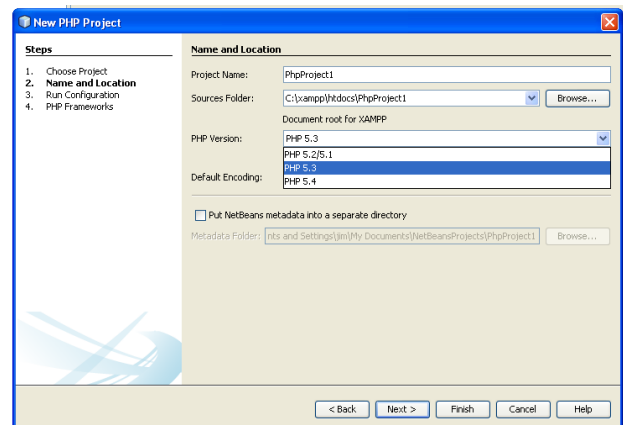 New PHP Project
Steps
1. Choose Project
2. Name and Location
3. Run Configuration
4. PHP Frameworks
Name and Location
Project Name: PhpProject1
Sources Folder: C:\xampp\htdocs\PhpProject1 Browse...
Document root for XAMPP
PHP Version: PHP 5.3
PHP 5.2/5.1
PHP 5.3
Default Encoding: PHP 5.4
Put NetBeans metadata into a separate directory
Metadata Folder: nts and Settings\jim\My Documents\NetBeansProjects\PhpProject1 Browse...
< Back Next > Finish Cancel Help